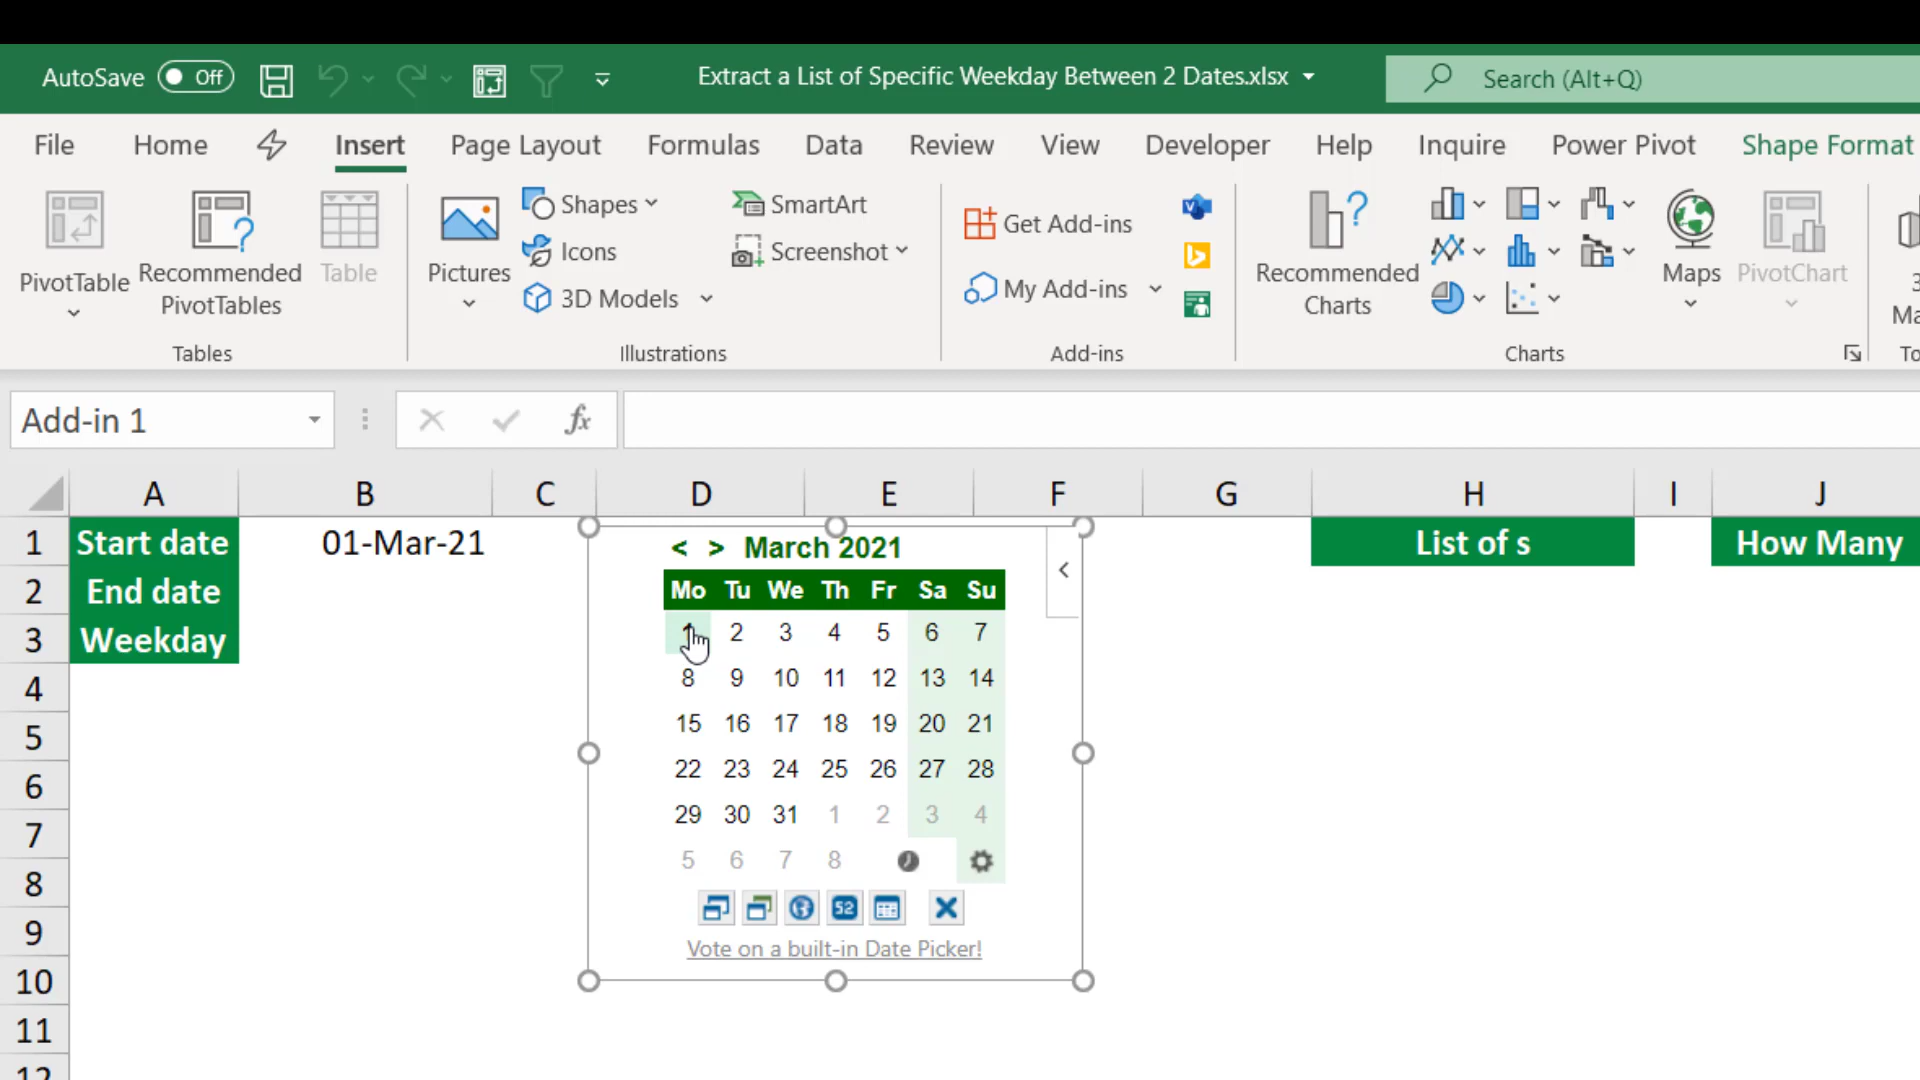 AutoSave Off Extract a List of Specific Weekday Between 2 Dates.xlsx Search (Alt+Q)
File Home Insert Page Layout Formulas Data Review View Developer Help Inquire Power Pivot Shape Format
PivotTable
Recommended
PivotTables
Table
Tables
Pictures
Shapes
Icons
3D Models
SmartArt
Screenshot
Illustrations
Get Add-ins
My Add-ins
Add-ins
Recommended
Charts
Maps
PivotChart
Charts
3
Ma
To
Add-in 1 fx
A B C D E F G H I J
1 Start date 01-Mar-21 List of s How Many
2 End date
3 Weekday
4
5
6
7
8
9
10
11
12
< > March 2021
Mo Tu We Th Fr Sa Su
1 2 3 4 5 6 7
8 9 10 11 12 13 14
15 16 17 18 19 20 21
22 23 24 25 26 27 28
29 30 31 1 2 3 4
5 6 7 8
52
Vote on a built-in Date Picker!